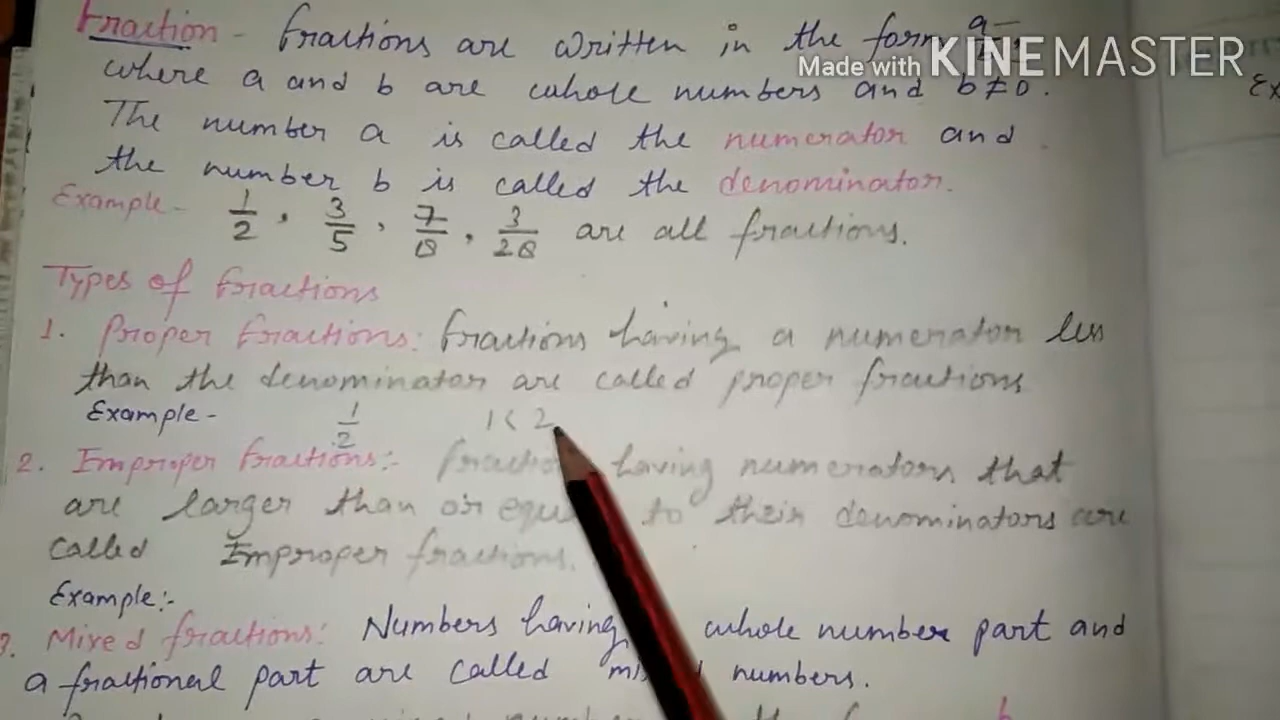 Fraction - fractions are written in the form a
Made with KINEMASTER
where a and b are whole numbers and b≠0.
Ex
The number a is called the numerator and
the number b is called the denominator.
Example - 1/2, 3/5, 7/8, 3/28 are all fractions.
Types of fractions
1. Proper fractions: fractions having a numerator less
than the denominator are called proper fractions
Example - 1/2 1<2
2. Improper fractions:- having numerators that
are larger than or to their denominators are
called Improper fractions.
Example:-
3. Mixed fractions: Numbers having whole number part and
a fractional part are called numbers.